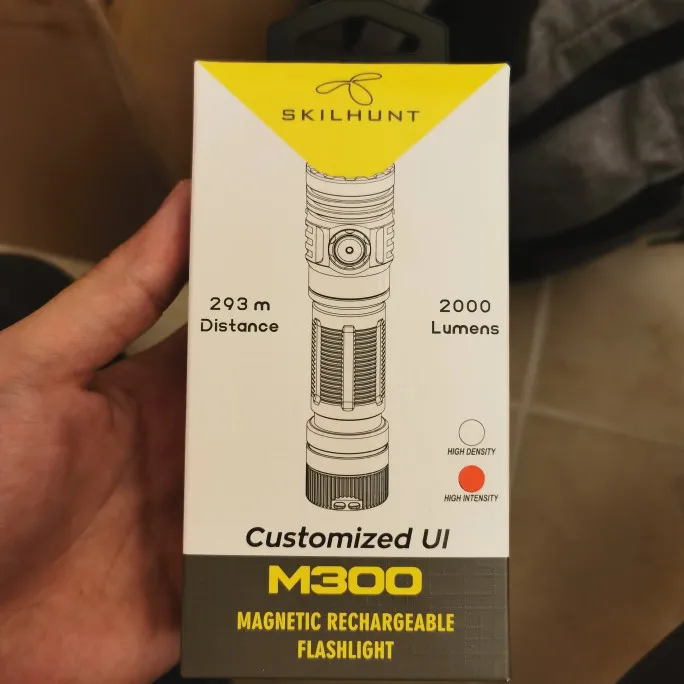 SKILHUNT
293 m
Distance
2000
Lumens
HIGH DENSITY
HIGH INTENSITY
Customized UI
M300
MAGNETIC RECHARGEABLE
FLASHLIGHT